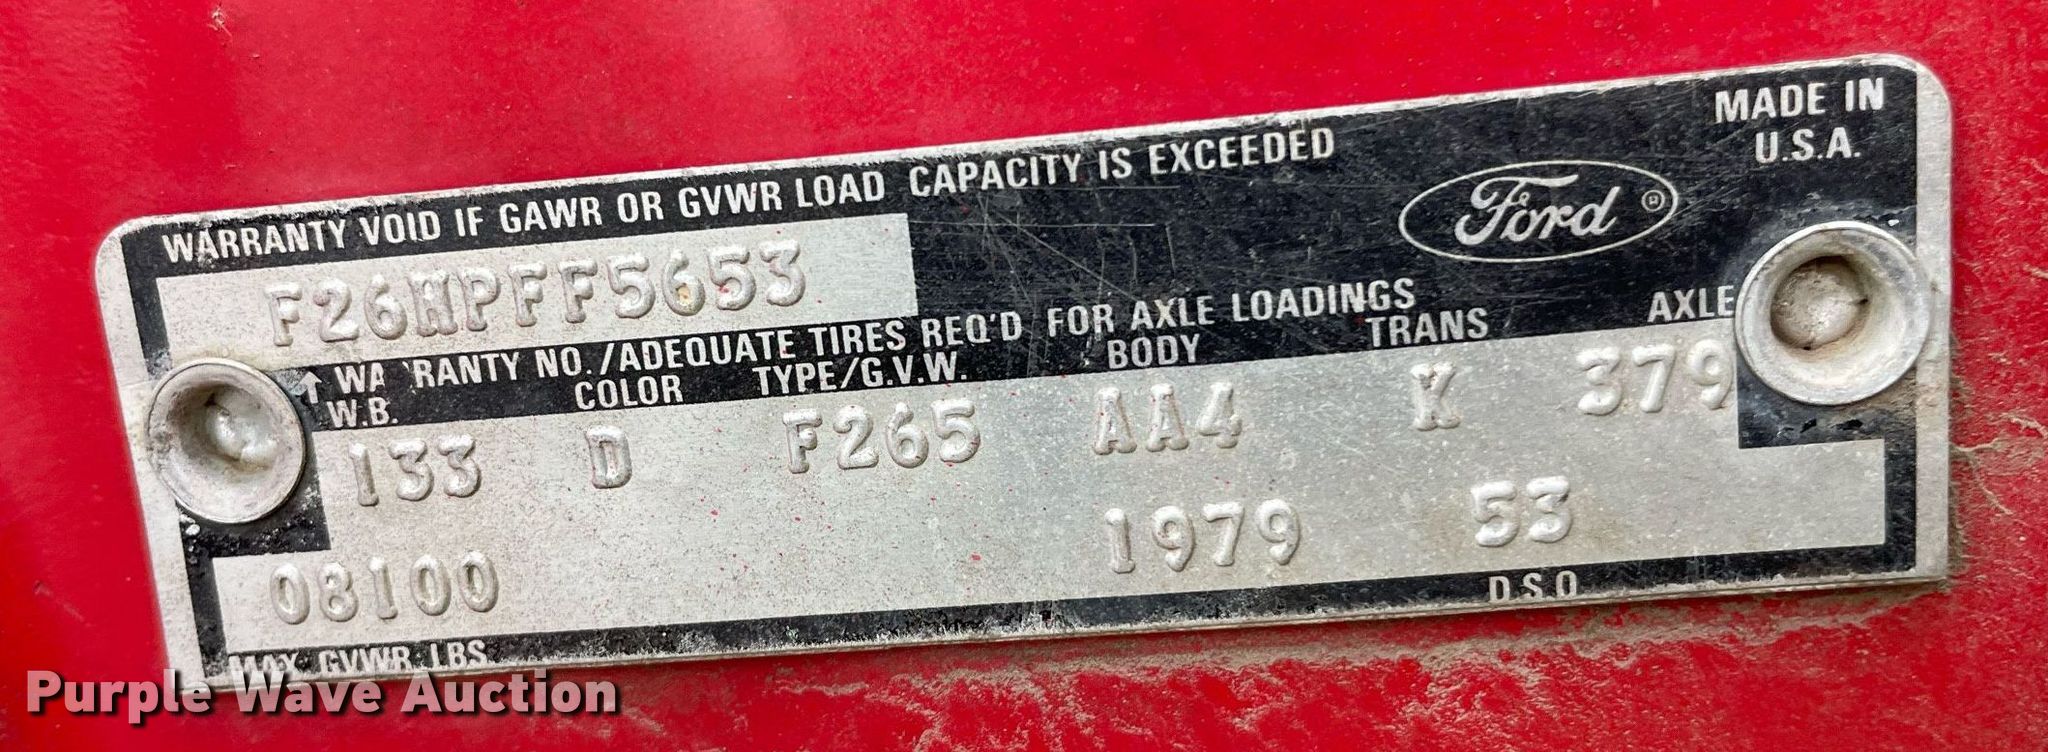 MADE IN
U.S.A.
WARRANTY VOID IF GAWR OR GVWR LOAD CAPACITY IS EXCEEDED
Ford ®
F26HPFF5653
↑ WARRANTY NO./ADEQUATE TIRES REQ'D FOR AXLE LOADINGS
W.B. COLOR TYPE/G.V.W. BODY TRANS AXLE
133 D F265 AA4 K 379
1979 53
08100
D.S.O
MAX GVWR LBS
Purple Wave Auction